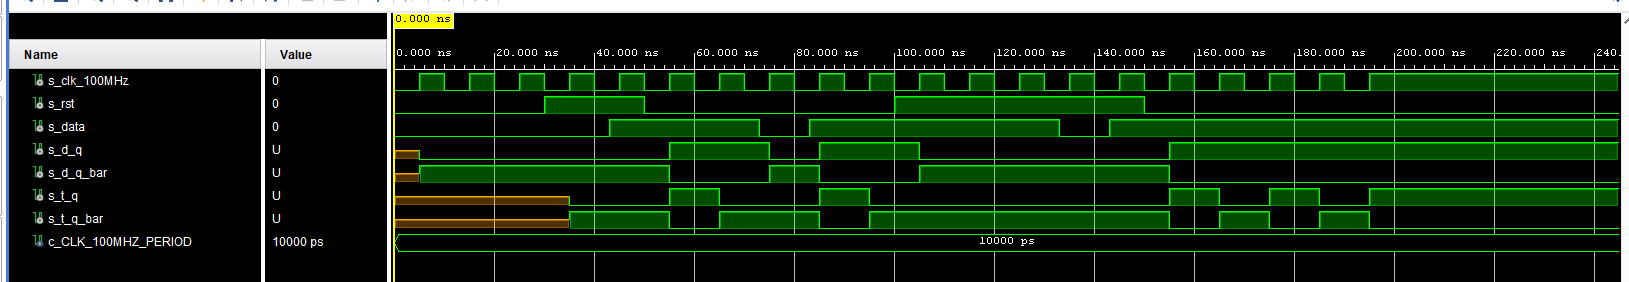 0.000 ns
Name Value
0.000 ns 20.000 ns 40.000 ns 60.000 ns 80.000 ns 100.000 ns 120.000 ns 140.000 ns 160.000 ns 180.000 ns 200.000 ns 220.000 ns 240.
s_clk_100MHz 0
s_rst 0
s_data 0
s_d_q U
s_d_q_bar U
s_t_q U
s_t_q_bar U
c_CLK_100MHZ_PERIOD 10000 ps 10000 ps